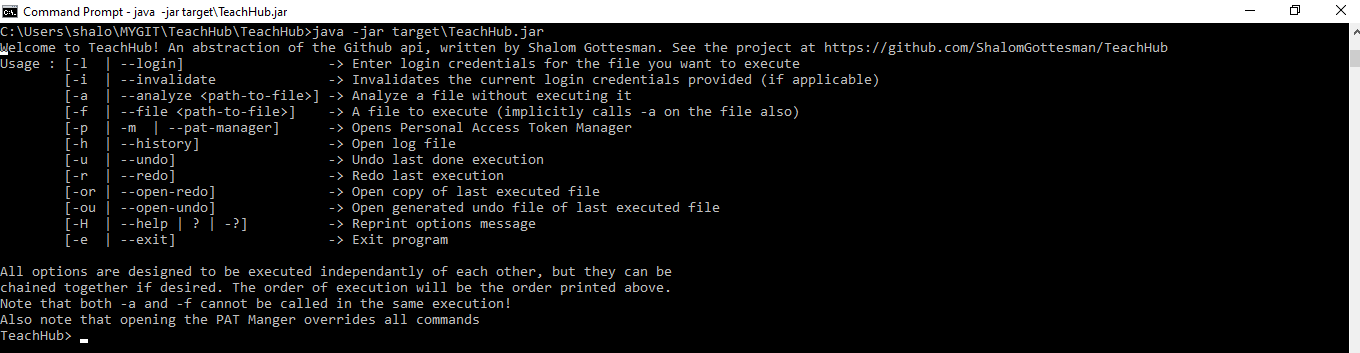 Command Prompt - java  -jar target\TeachHub.jar
C:\Users\shalo\MYGIT\TeachHub\TeachHub>java -jar target\TeachHub.jar
Welcome to TeachHub! An abstraction of the Github api, written by Shalom Gottesman. See the project at https://github.com/ShalomGottesman/TeachHub
Usage : [-l  | --login]                  -> Enter login credentials for the file you want to execute
        [-i  | --invalidate              -> Invalidates the current login credentials provided (if applicable)
        [-a  | --analyze <path-to-file>] -> Analyze a file without executing it
        [-f  | --file <path-to-file>]    -> A file to execute (implicitly calls -a on the file also)
        [-p  | -m  | --pat-manager]      -> Opens Personal Access Token Manager
        [-h  | --history]                -> Open log file
        [-u  | --undo]                   -> Undo last done execution
        [-r  | --redo]                   -> Redo last execution
        [-or | --open-redo]              -> Open copy of last executed file
        [-ou | --open-undo]              -> Open generated undo file of last executed file
        [-H  | --help | ? | -?]          -> Reprint options message
        [-e  | --exit]                   -> Exit program
All options are designed to be executed independantly of each other, but they can be
chained together if desired. The order of execution will be the order printed above.
Note that both -a and -f cannot be called in the same execution!
Also note that opening the PAT Manger overrides all commands
TeachHub>